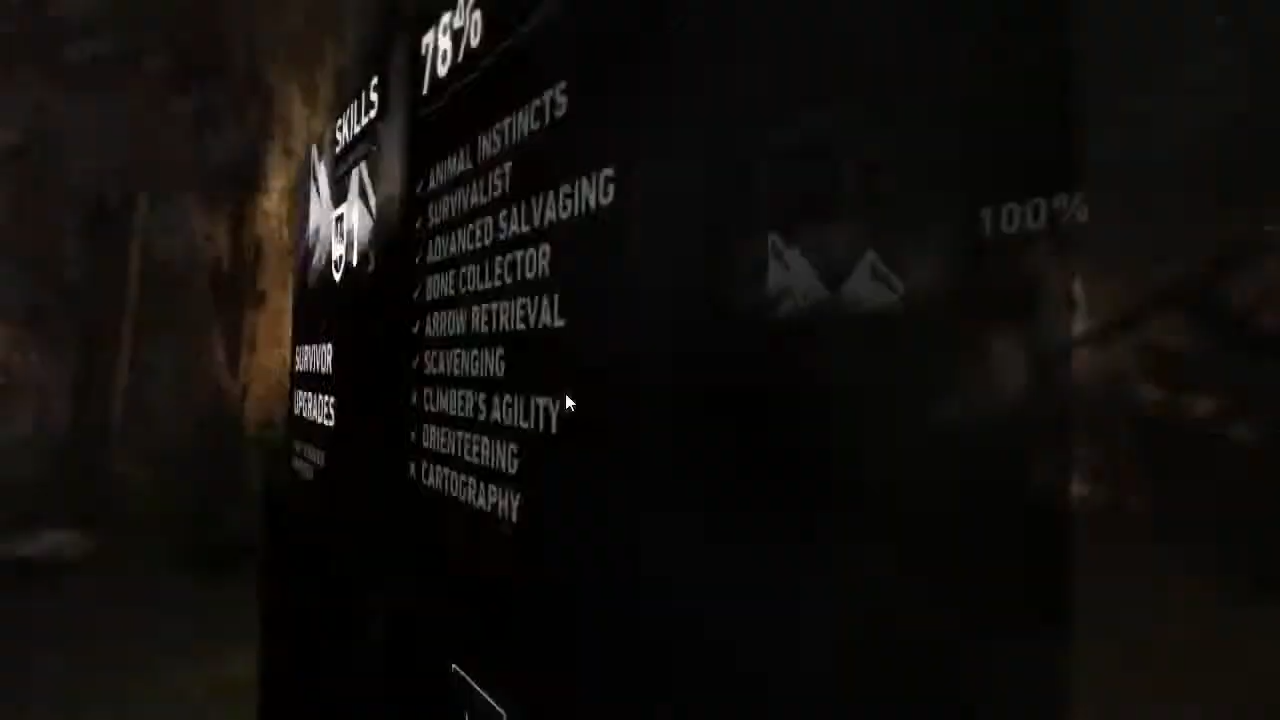 SKILLS
78%
ANIMAL INSTINCTS
SURVIVALIST
ADVANCED SALVAGING
BONE COLLECTOR
ARROW RETRIEVAL
SCAVENGING
CLIMBER'S AGILITY
ORIENTEERING
CARTOGRAPHY
SURVIVOR
UPGRADES
100%